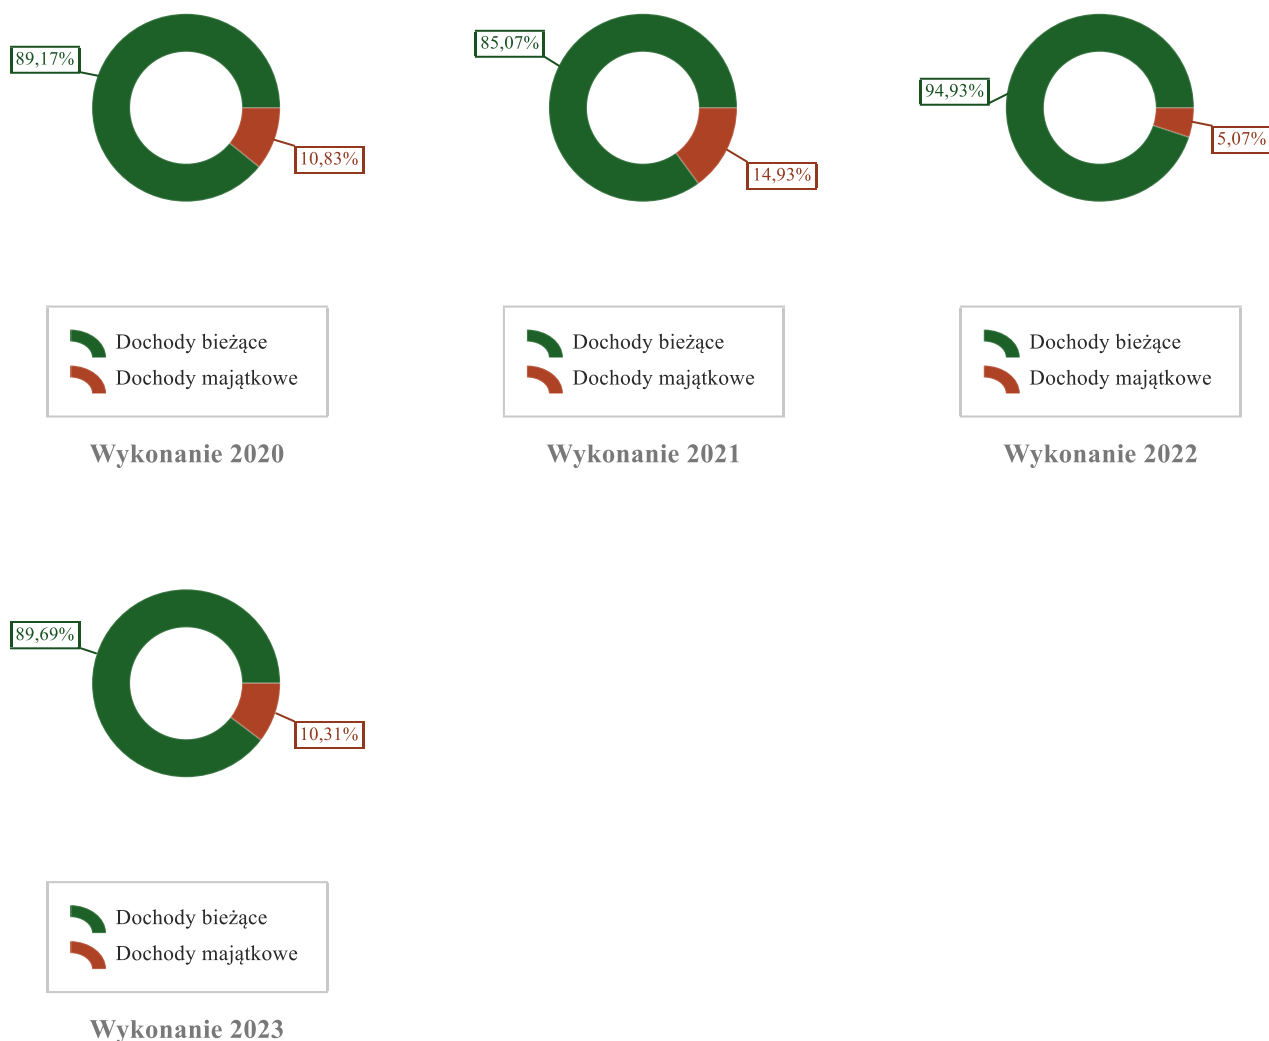 89,17%
10,83%
Dochody bieżące
Dochody majątkowe
Wykonanie 2020
85,07%
14,93%
Dochody bieżące
Dochody majątkowe
Wykonanie 2021
94,93%
5,07%
Dochody bieżące
Dochody majątkowe
Wykonanie 2022
89,69%
10,31%
Dochody bieżące
Dochody majątkowe
Wykonanie 2023